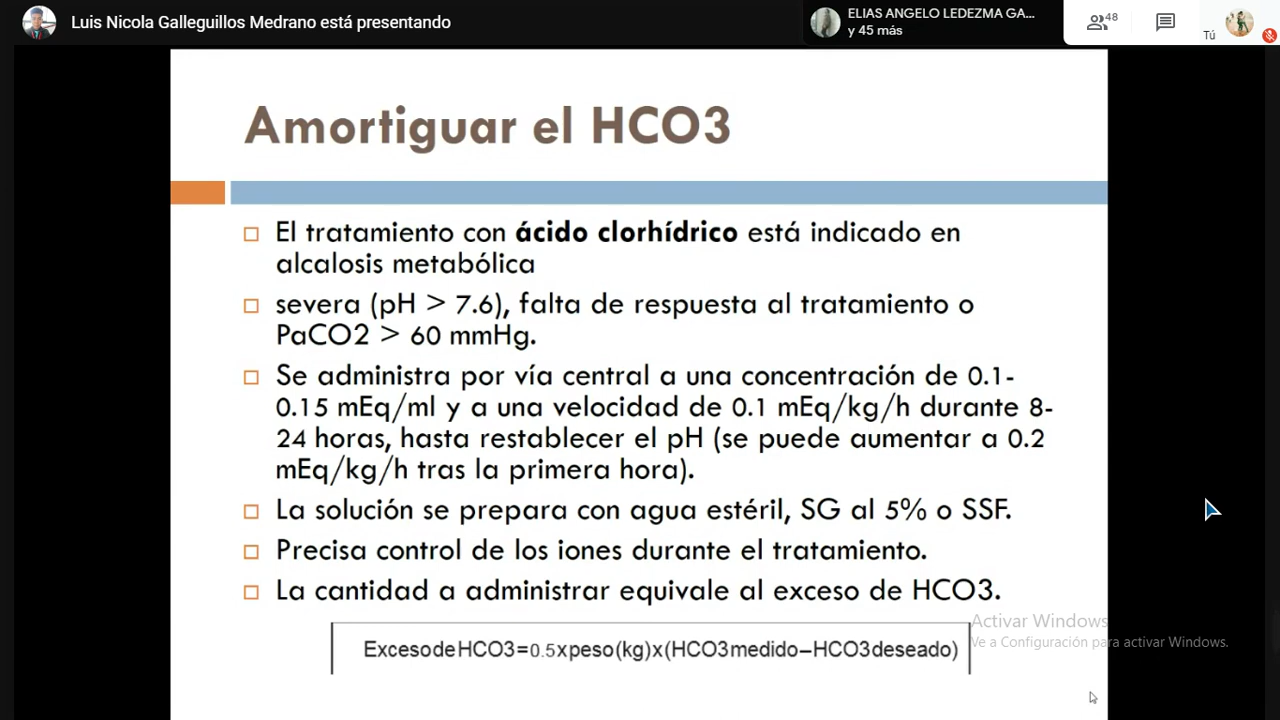 Luis Nicola Galleguillos Medrano está presentando
ELIAS ANGELO LEDEZMA GA...
y 45 más
48
Tú
Amortiguar el HCO3
El tratamiento con ácido clorhídrico está indicado en
alcalosis metabólica
severa (pH > 7.6), falta de respuesta al tratamiento o
PaCO2 > 60 mmHg.
Se administra por vía central a una concentración de 0.1-
0.15 mEq/ml y a una velocidad de 0.1 mEq/kg/h durante 8-
24 horas, hasta restablecer el pH (se puede aumentar a 0.2
mEq/kg/h tras la primera hora).
La solución se prepara con agua estéril, SG al 5% o SSF.
Precisa control de los iones durante el tratamiento.
La cantidad a administrar equivale al exceso de HCO3.
Activar Windows
Ve a Configuración para activar Windows.
ExcesodeHCO3=0.5xpeso(kg)x(HCO3medido–HCO3deseado)